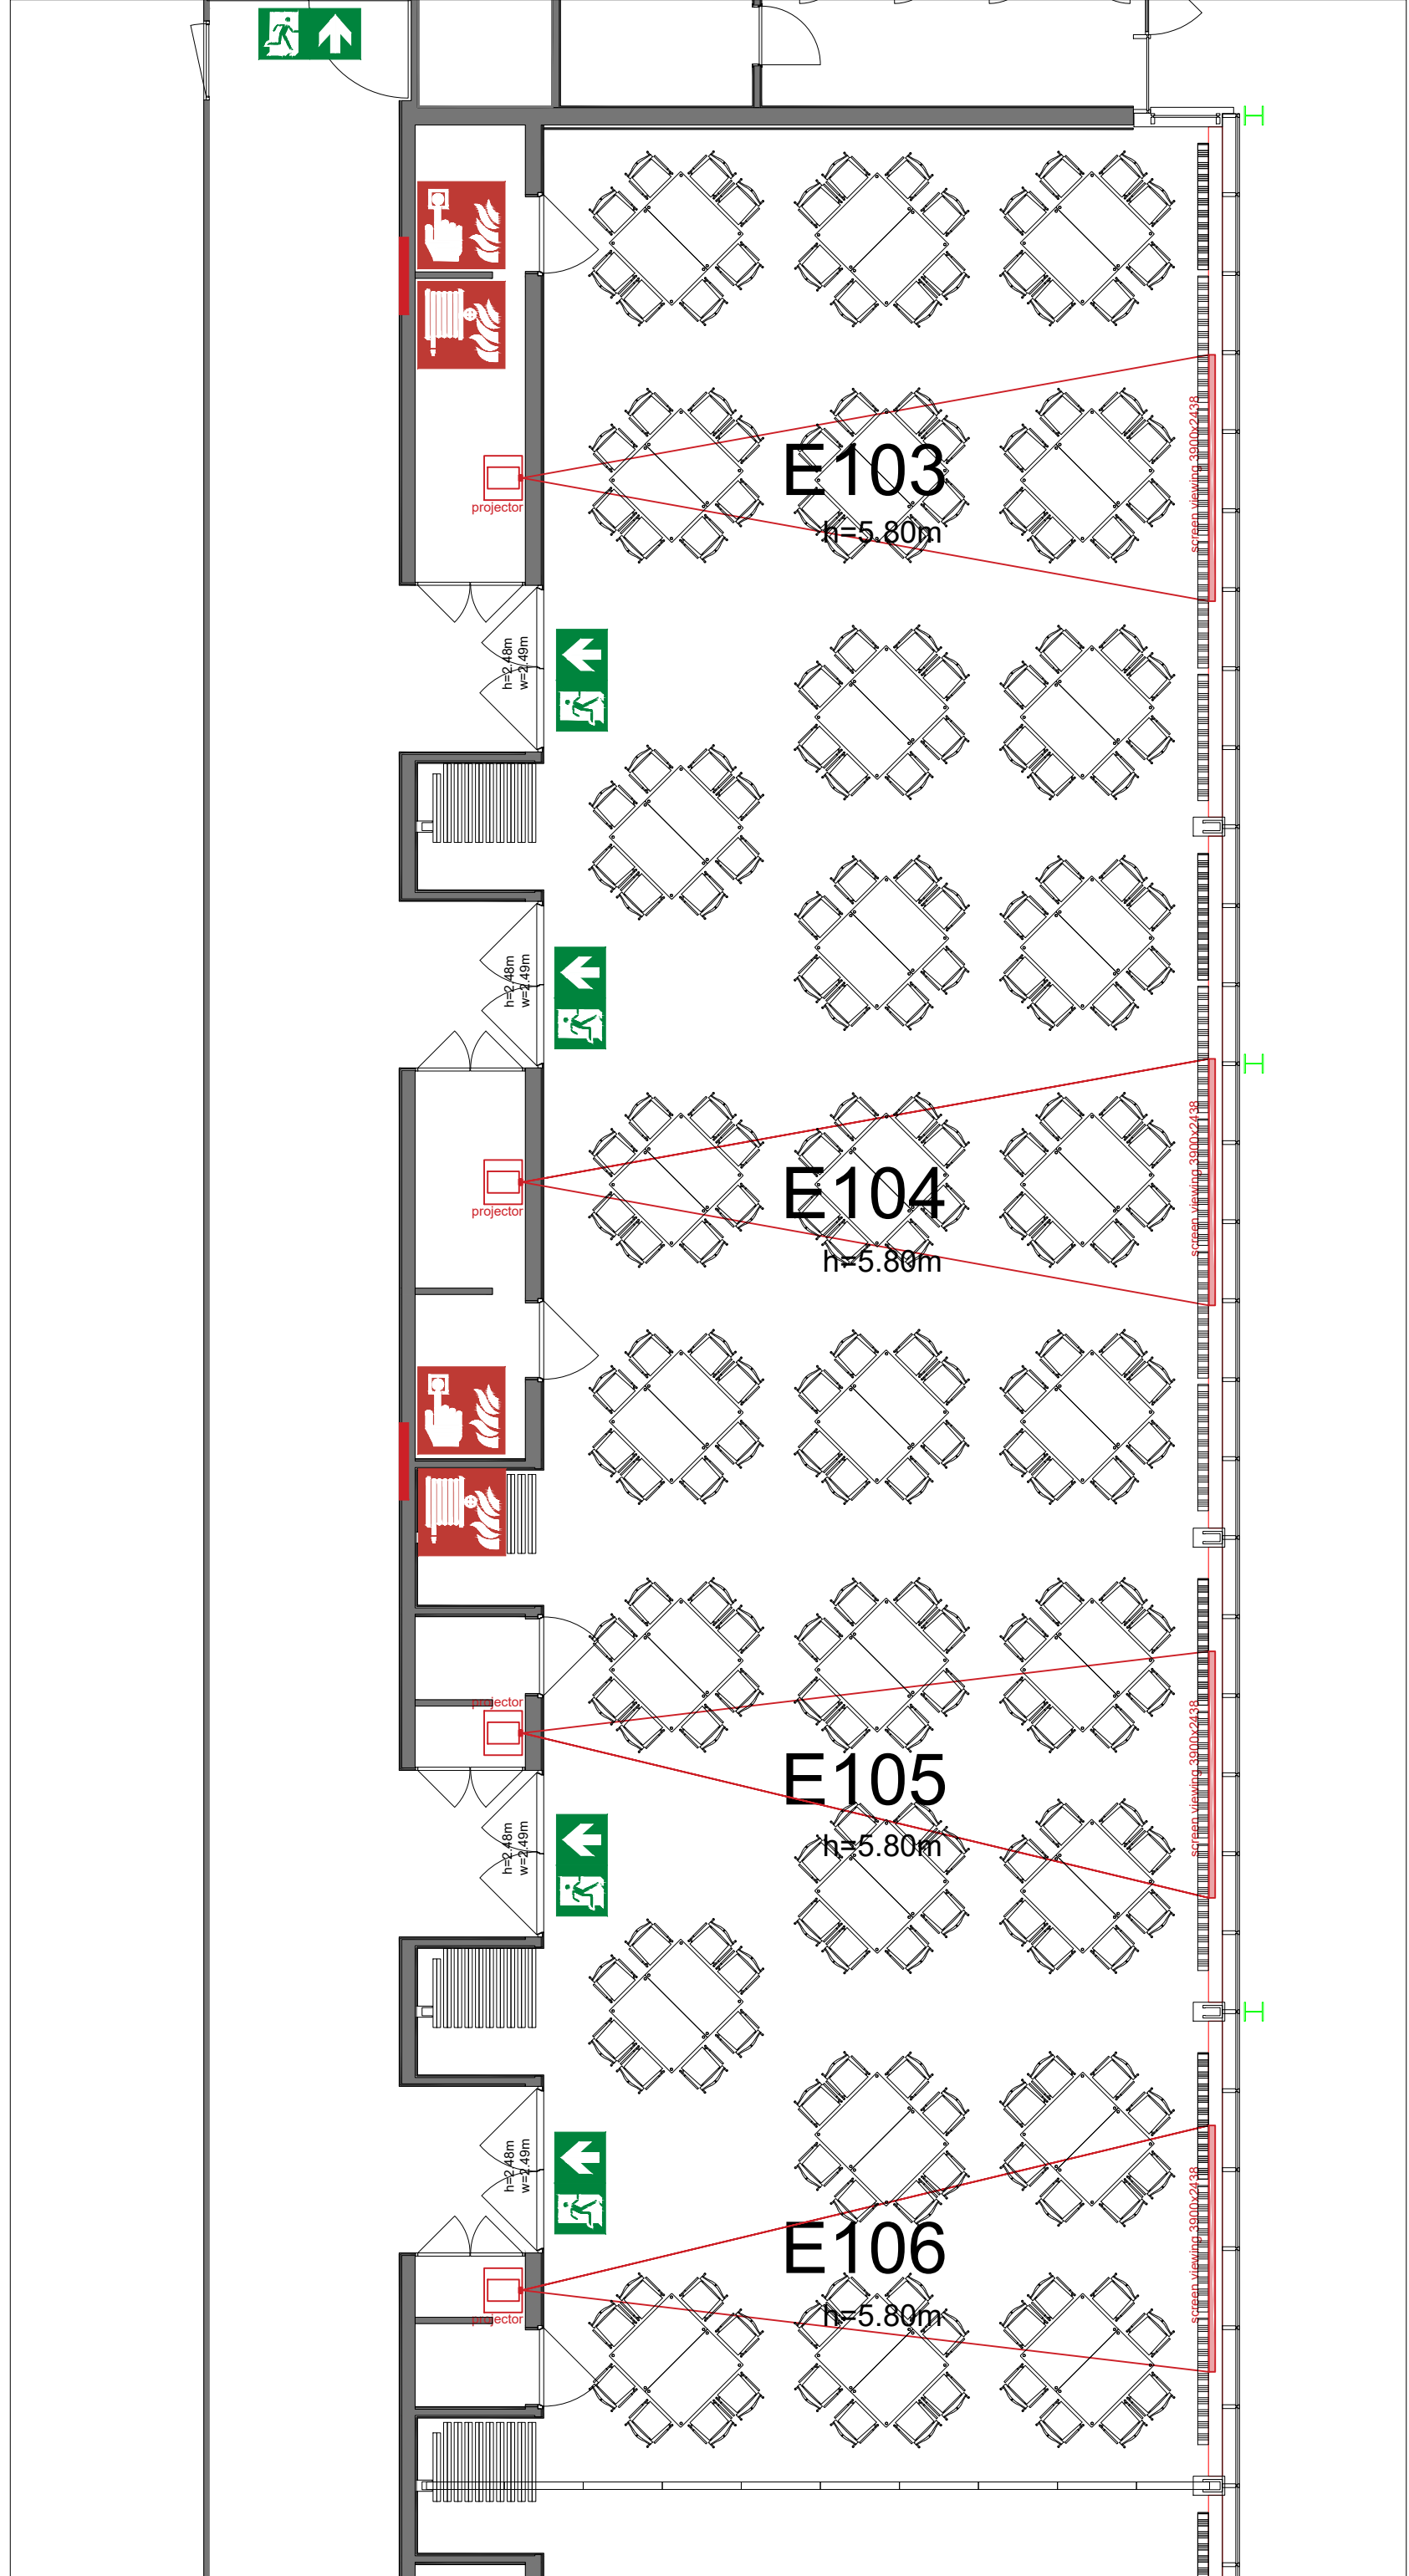 screen viewing 3900x2438
E103
projector
h=5.80m
h=2.48m
w=2.49m
h=2.48m
w=2.49m
screen viewing 3900x2438
E104
projector
h=5.80m
projector
screen viewing 3900x2438
E105
h=2.48m
w=2.49m
h=5.80m
h=2.48m
w=2.49m
screen viewing 3900x2438
E106
projector
h=5.80m